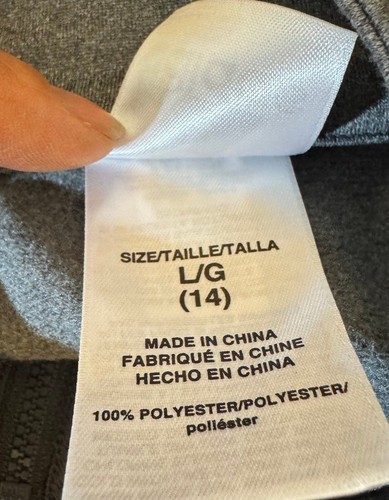 SIZE/TAILLE/TALLA
L/G
(14)
MADE IN CHINA
FABRIQUÉ EN CHINE
HECHO EN CHINA
100% POLYESTER/POLYESTER/
poliéster